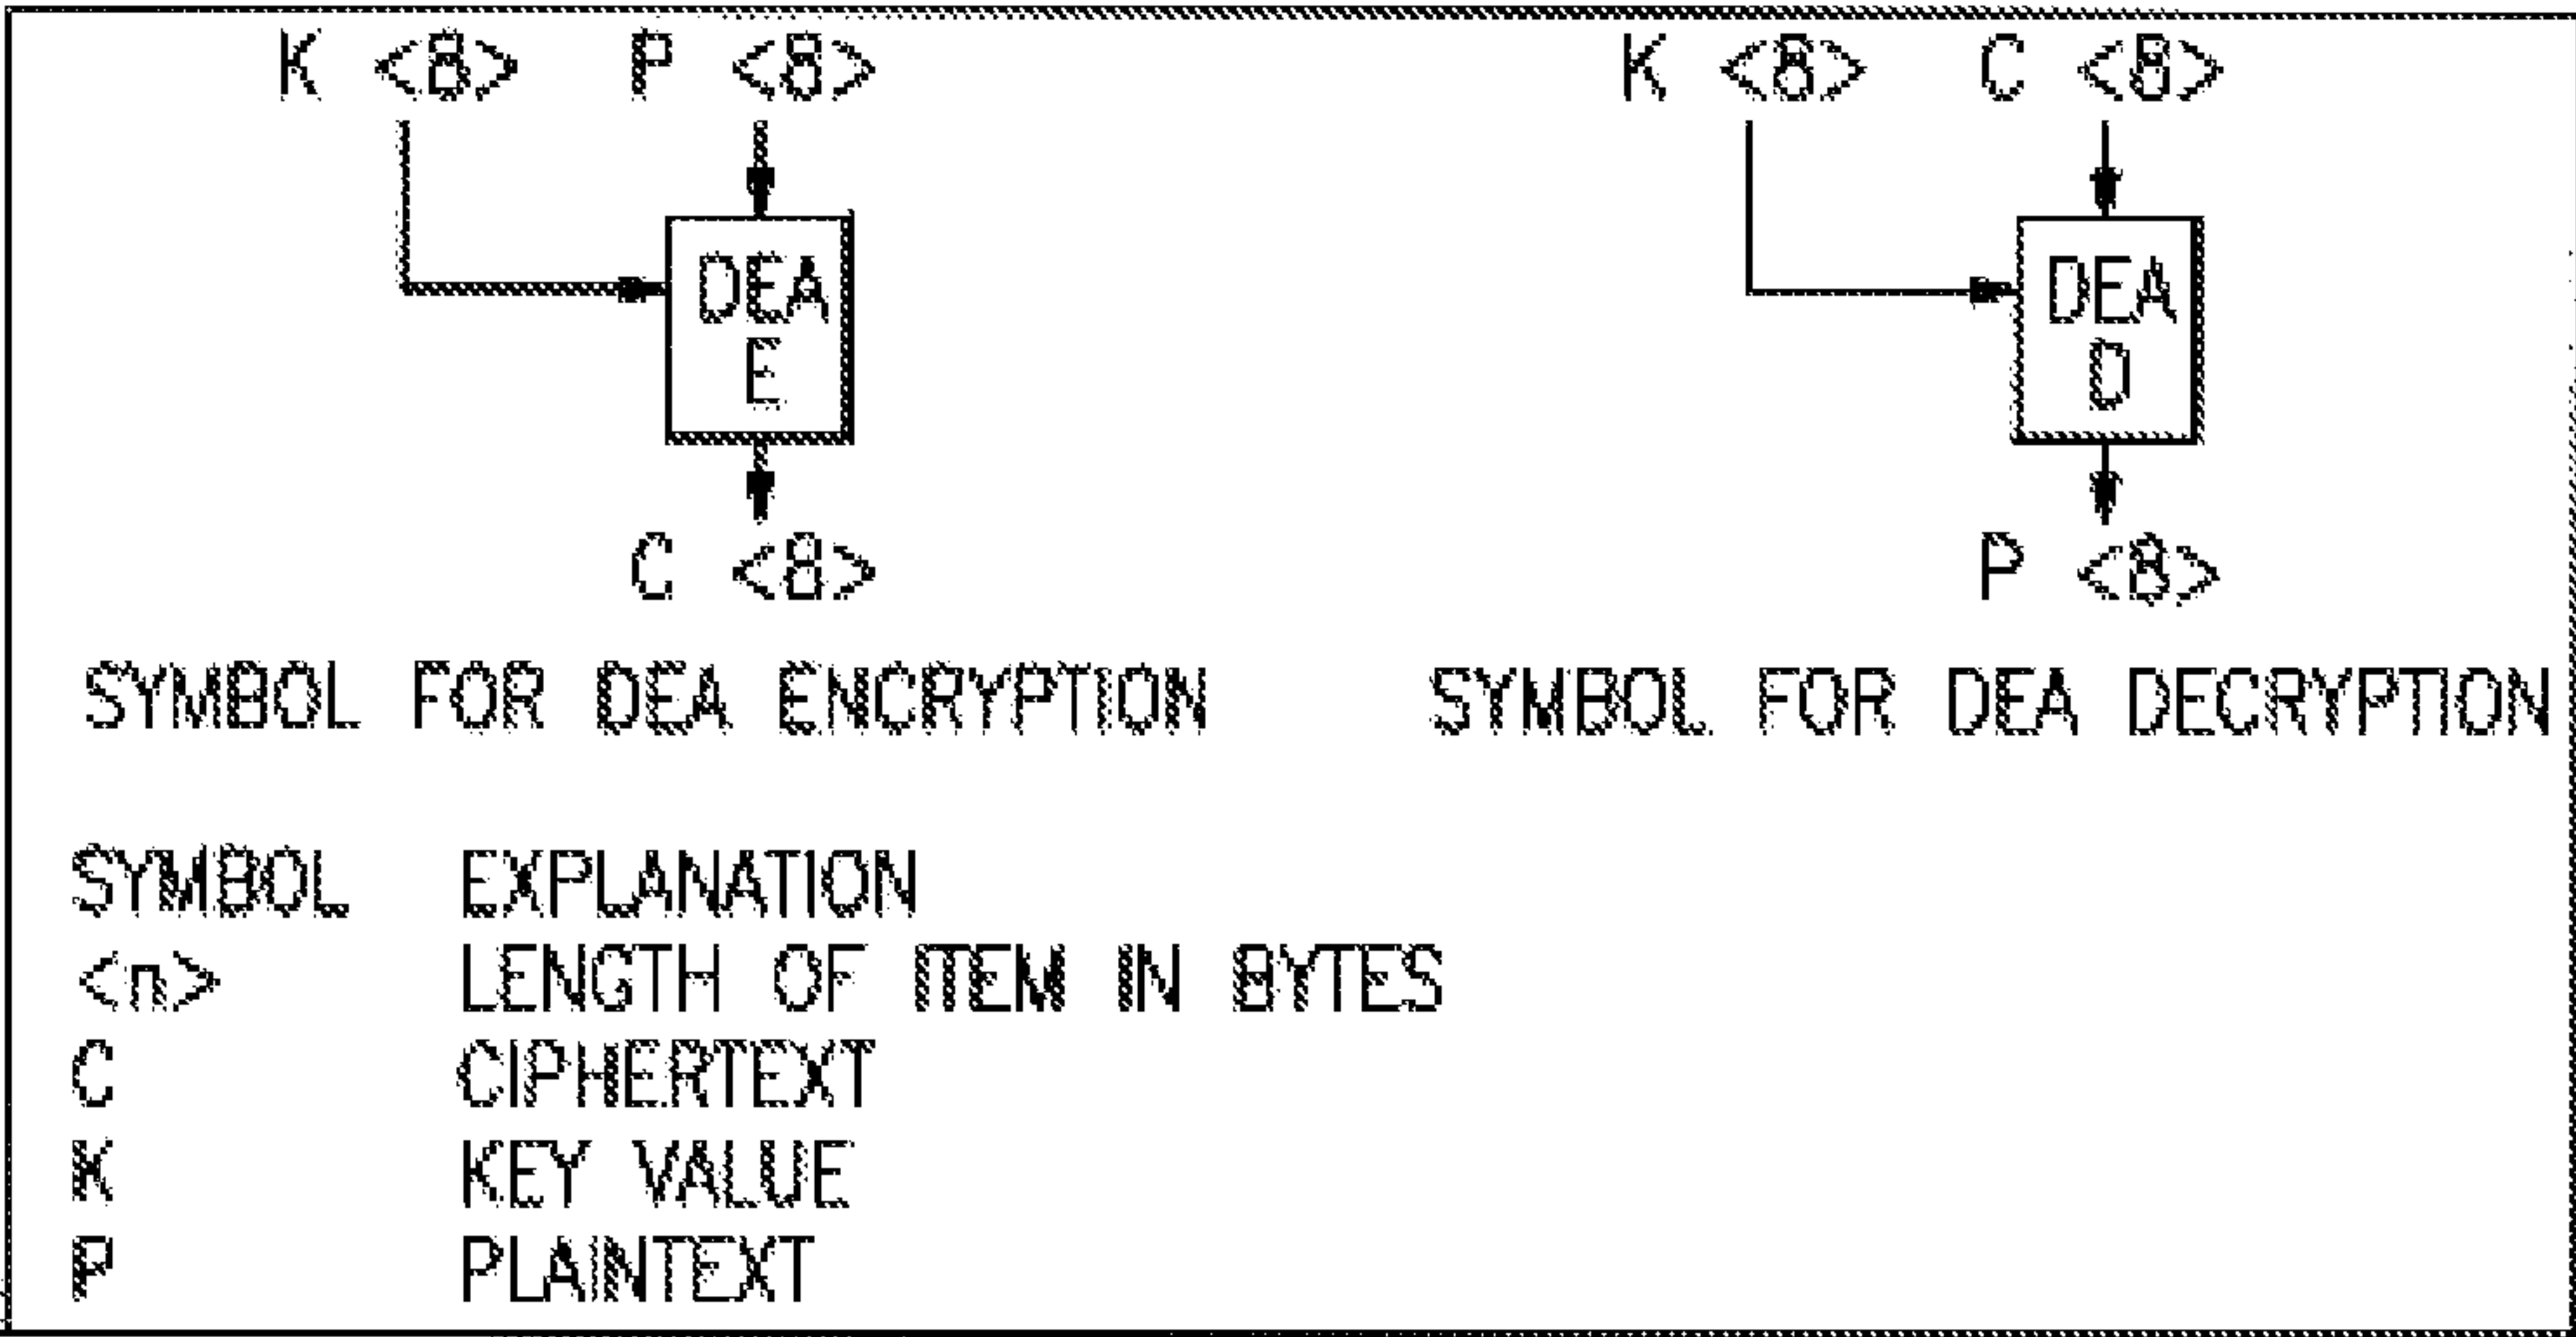 K <8> P <8> K <8> C <8>
DEA DEA
E D
C <8> P <8>
SYMBOL FOR DEA ENCRYPTION SYMBOL FOR DEA DECRYPTION
SYMBOL EXPLANATION
<n> LENGTH OF ITEM IN BYTES
C CIPHERTEXT
K KEY VALUE
P PLAINTEXT